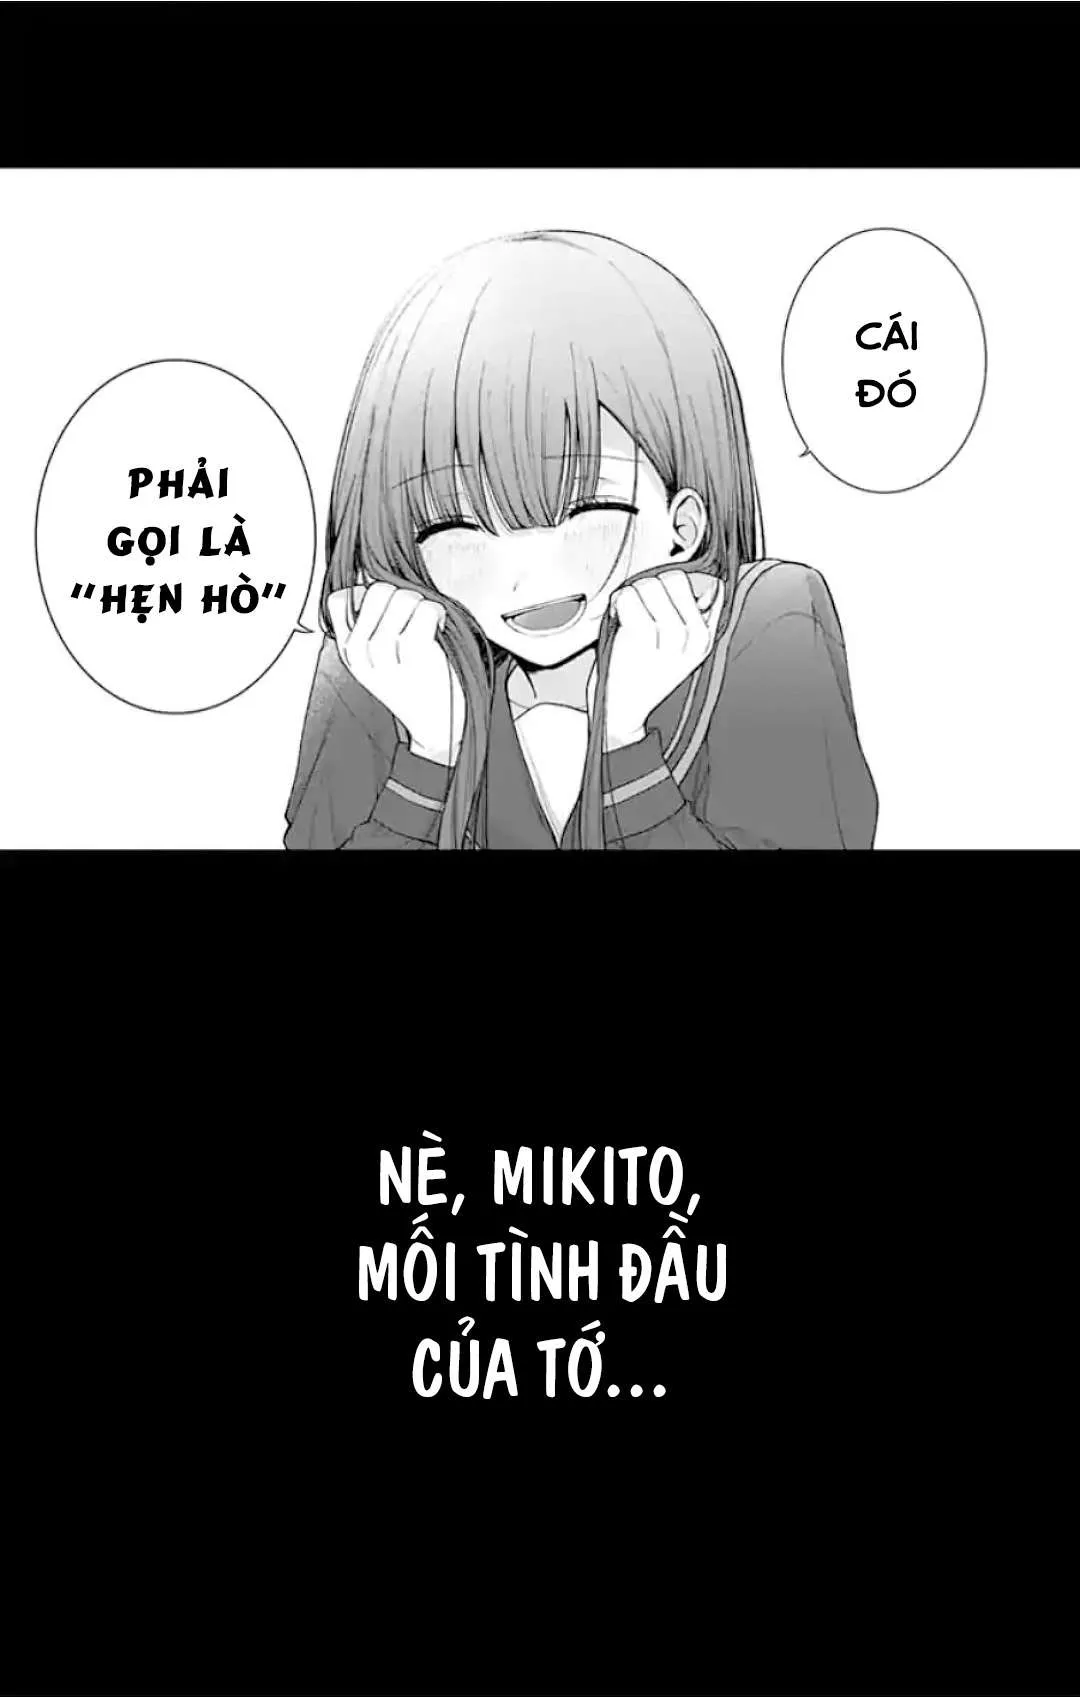 CÁI
ĐÓ
PHẢI
GỌI LÀ
"HẸN HÒ"
NÈ, MIKITO,
MỐI TÌNH ĐẦU
CỦA TỚ...